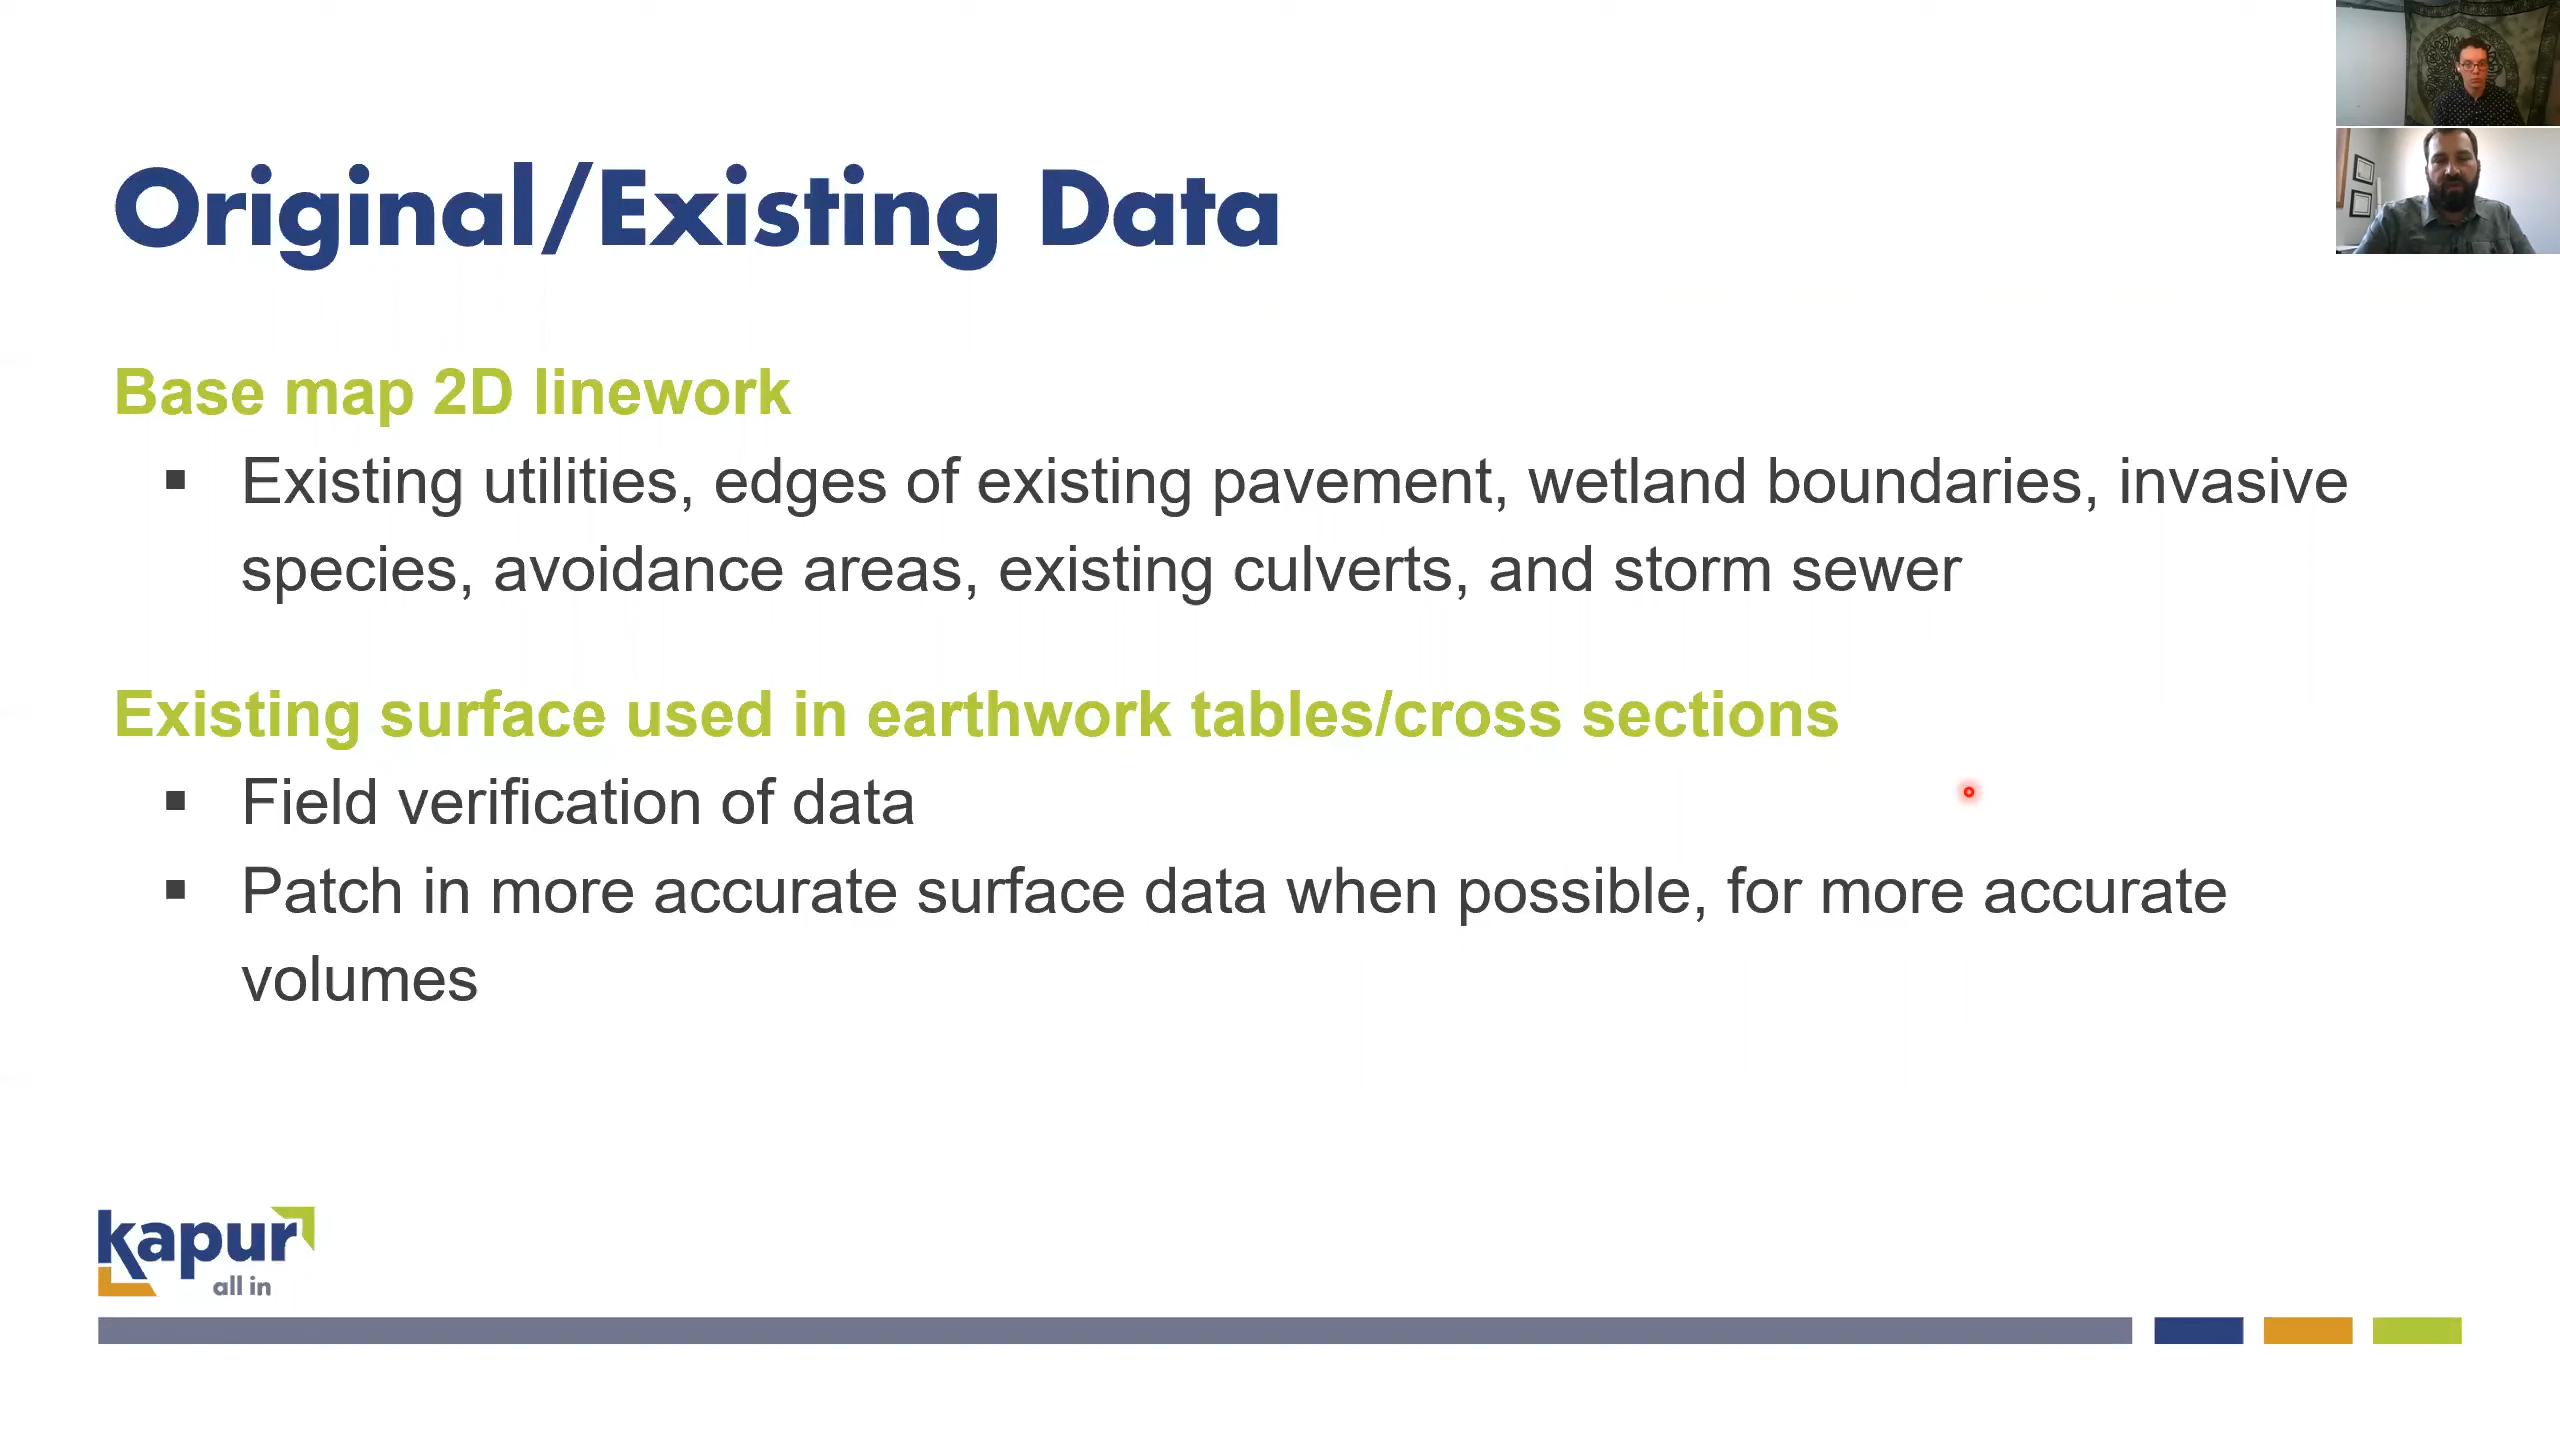 Original/Existing Data
Base map 2D linework
▪ Existing utilities, edges of existing pavement, wetland boundaries, invasive
species, avoidance areas, existing culverts, and storm sewer
Existing surface used in earthwork tables/cross sections
▪ Field verification of data
▪ Patch in more accurate surface data when possible, for more accurate
volumes
kapur
all in